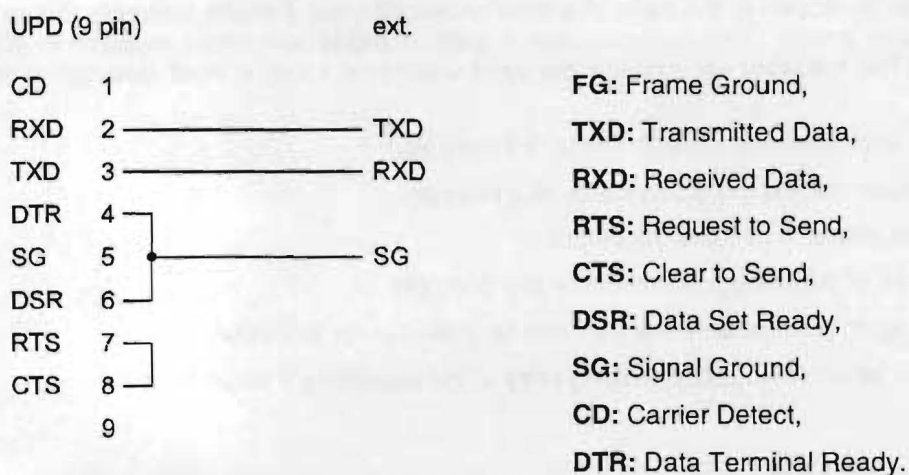 UPD (9 pin) ext.
CD 1
RXD 2 TXD
TXD 3 RXD
DTR 4
SG 5 SG
DSR 6
RTS 7
CTS 8
9
FG: Frame Ground,
TXD: Transmitted Data,
RXD: Received Data,
RTS: Request to Send,
CTS: Clear to Send,
DSR: Data Set Ready,
SG: Signal Ground,
CD: Carrier Detect,
DTR: Data Terminal Ready.